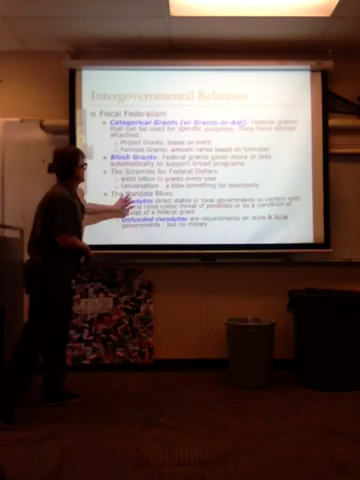 Intergovernmental Relations
Fiscal Federalism
Categorical Grants (or Grants-in-Aid): Federal grants
that can be used for specific purposes. They have strings
attached.
Project Grants: based on merit
Formula Grants: amount varies based on formulas
Block Grants: Federal grants given more or less
automatically to support broad programs.
The Scramble for Federal Dollars
$400 billion in grants every year
Universalism - a little something for everybody
The Mandate Blues
direct states or local governments to comply with
rules under threat of penalties or as a condition of
receipt of a federal grant
Unfunded mandates are requirements on state & local
governments - but no money